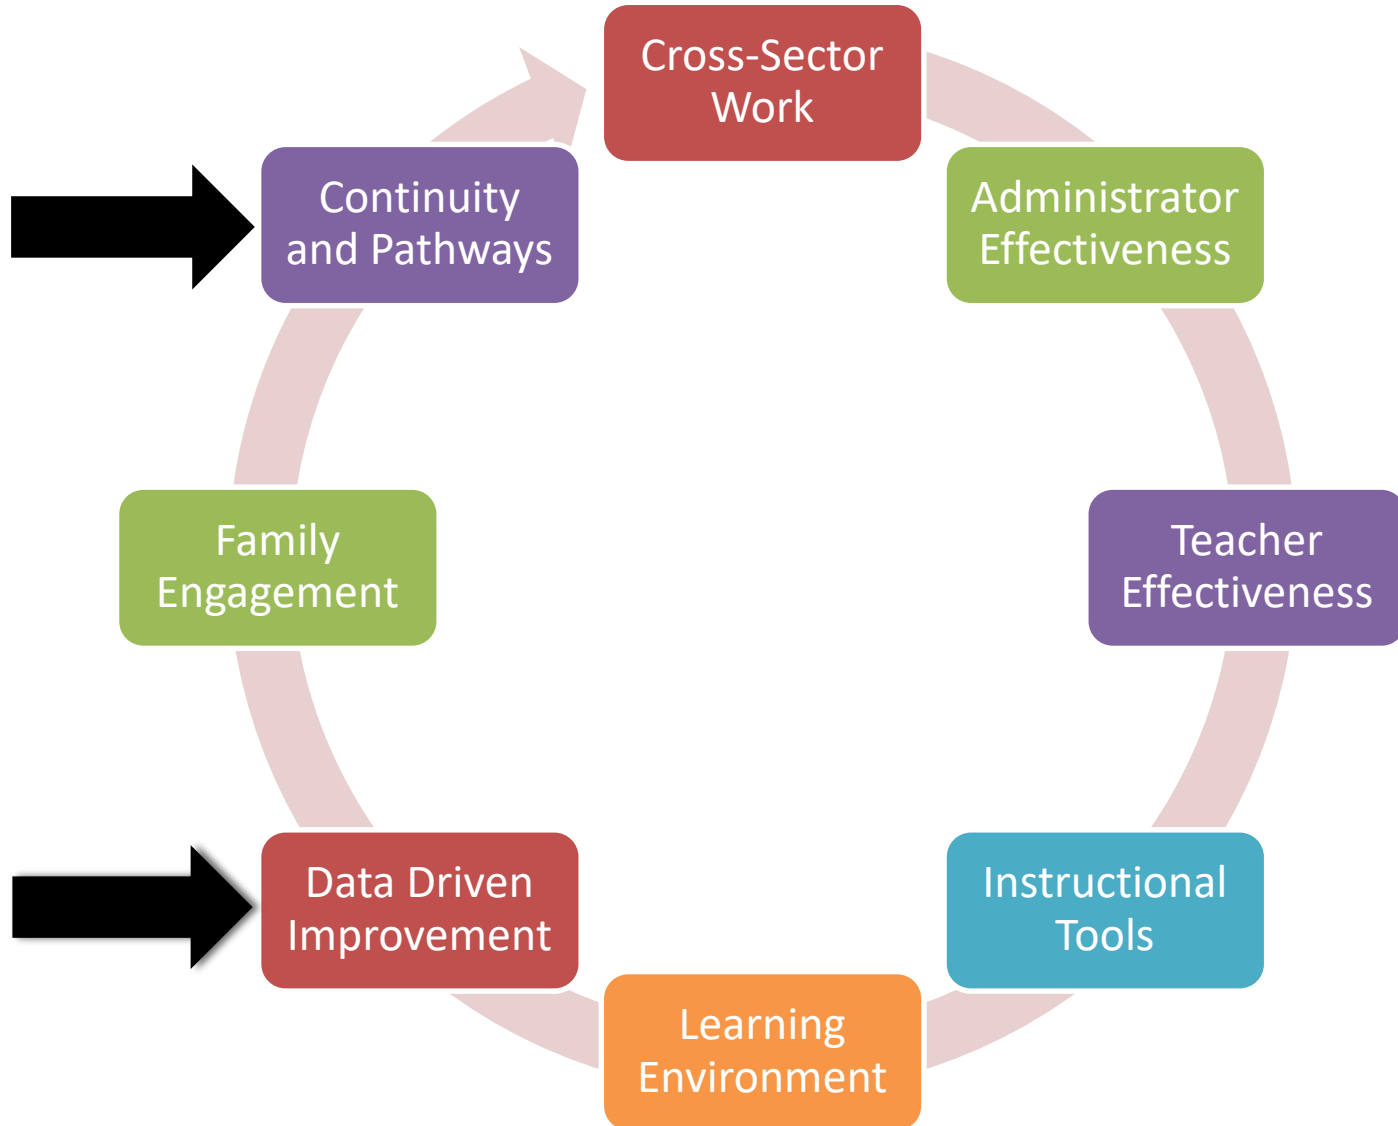 Cross-Sector
Work
Administrator
Effectiveness
Teacher
Effectiveness
Instructional
Tools
Learning
Environment
Data Driven
Improvement
Family
Engagement
Continuity
and Pathways